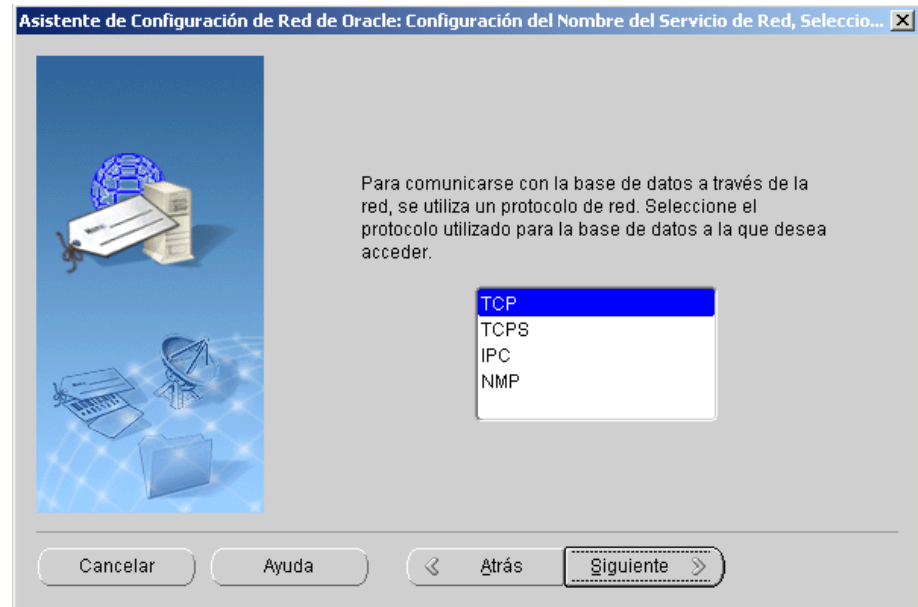 Asistente de Configuración de Red de Oracle: Configuración del Nombre del Servicio de Red, Seleccio...
Para comunicarse con la base de datos a través de la
red, se utiliza un protocolo de red. Seleccione el
protocolo utilizado para la base de datos a la que desea
acceder.
TCP
TCPS
IPC
NMP
Cancelar
Ayuda
Atrás
Siguiente